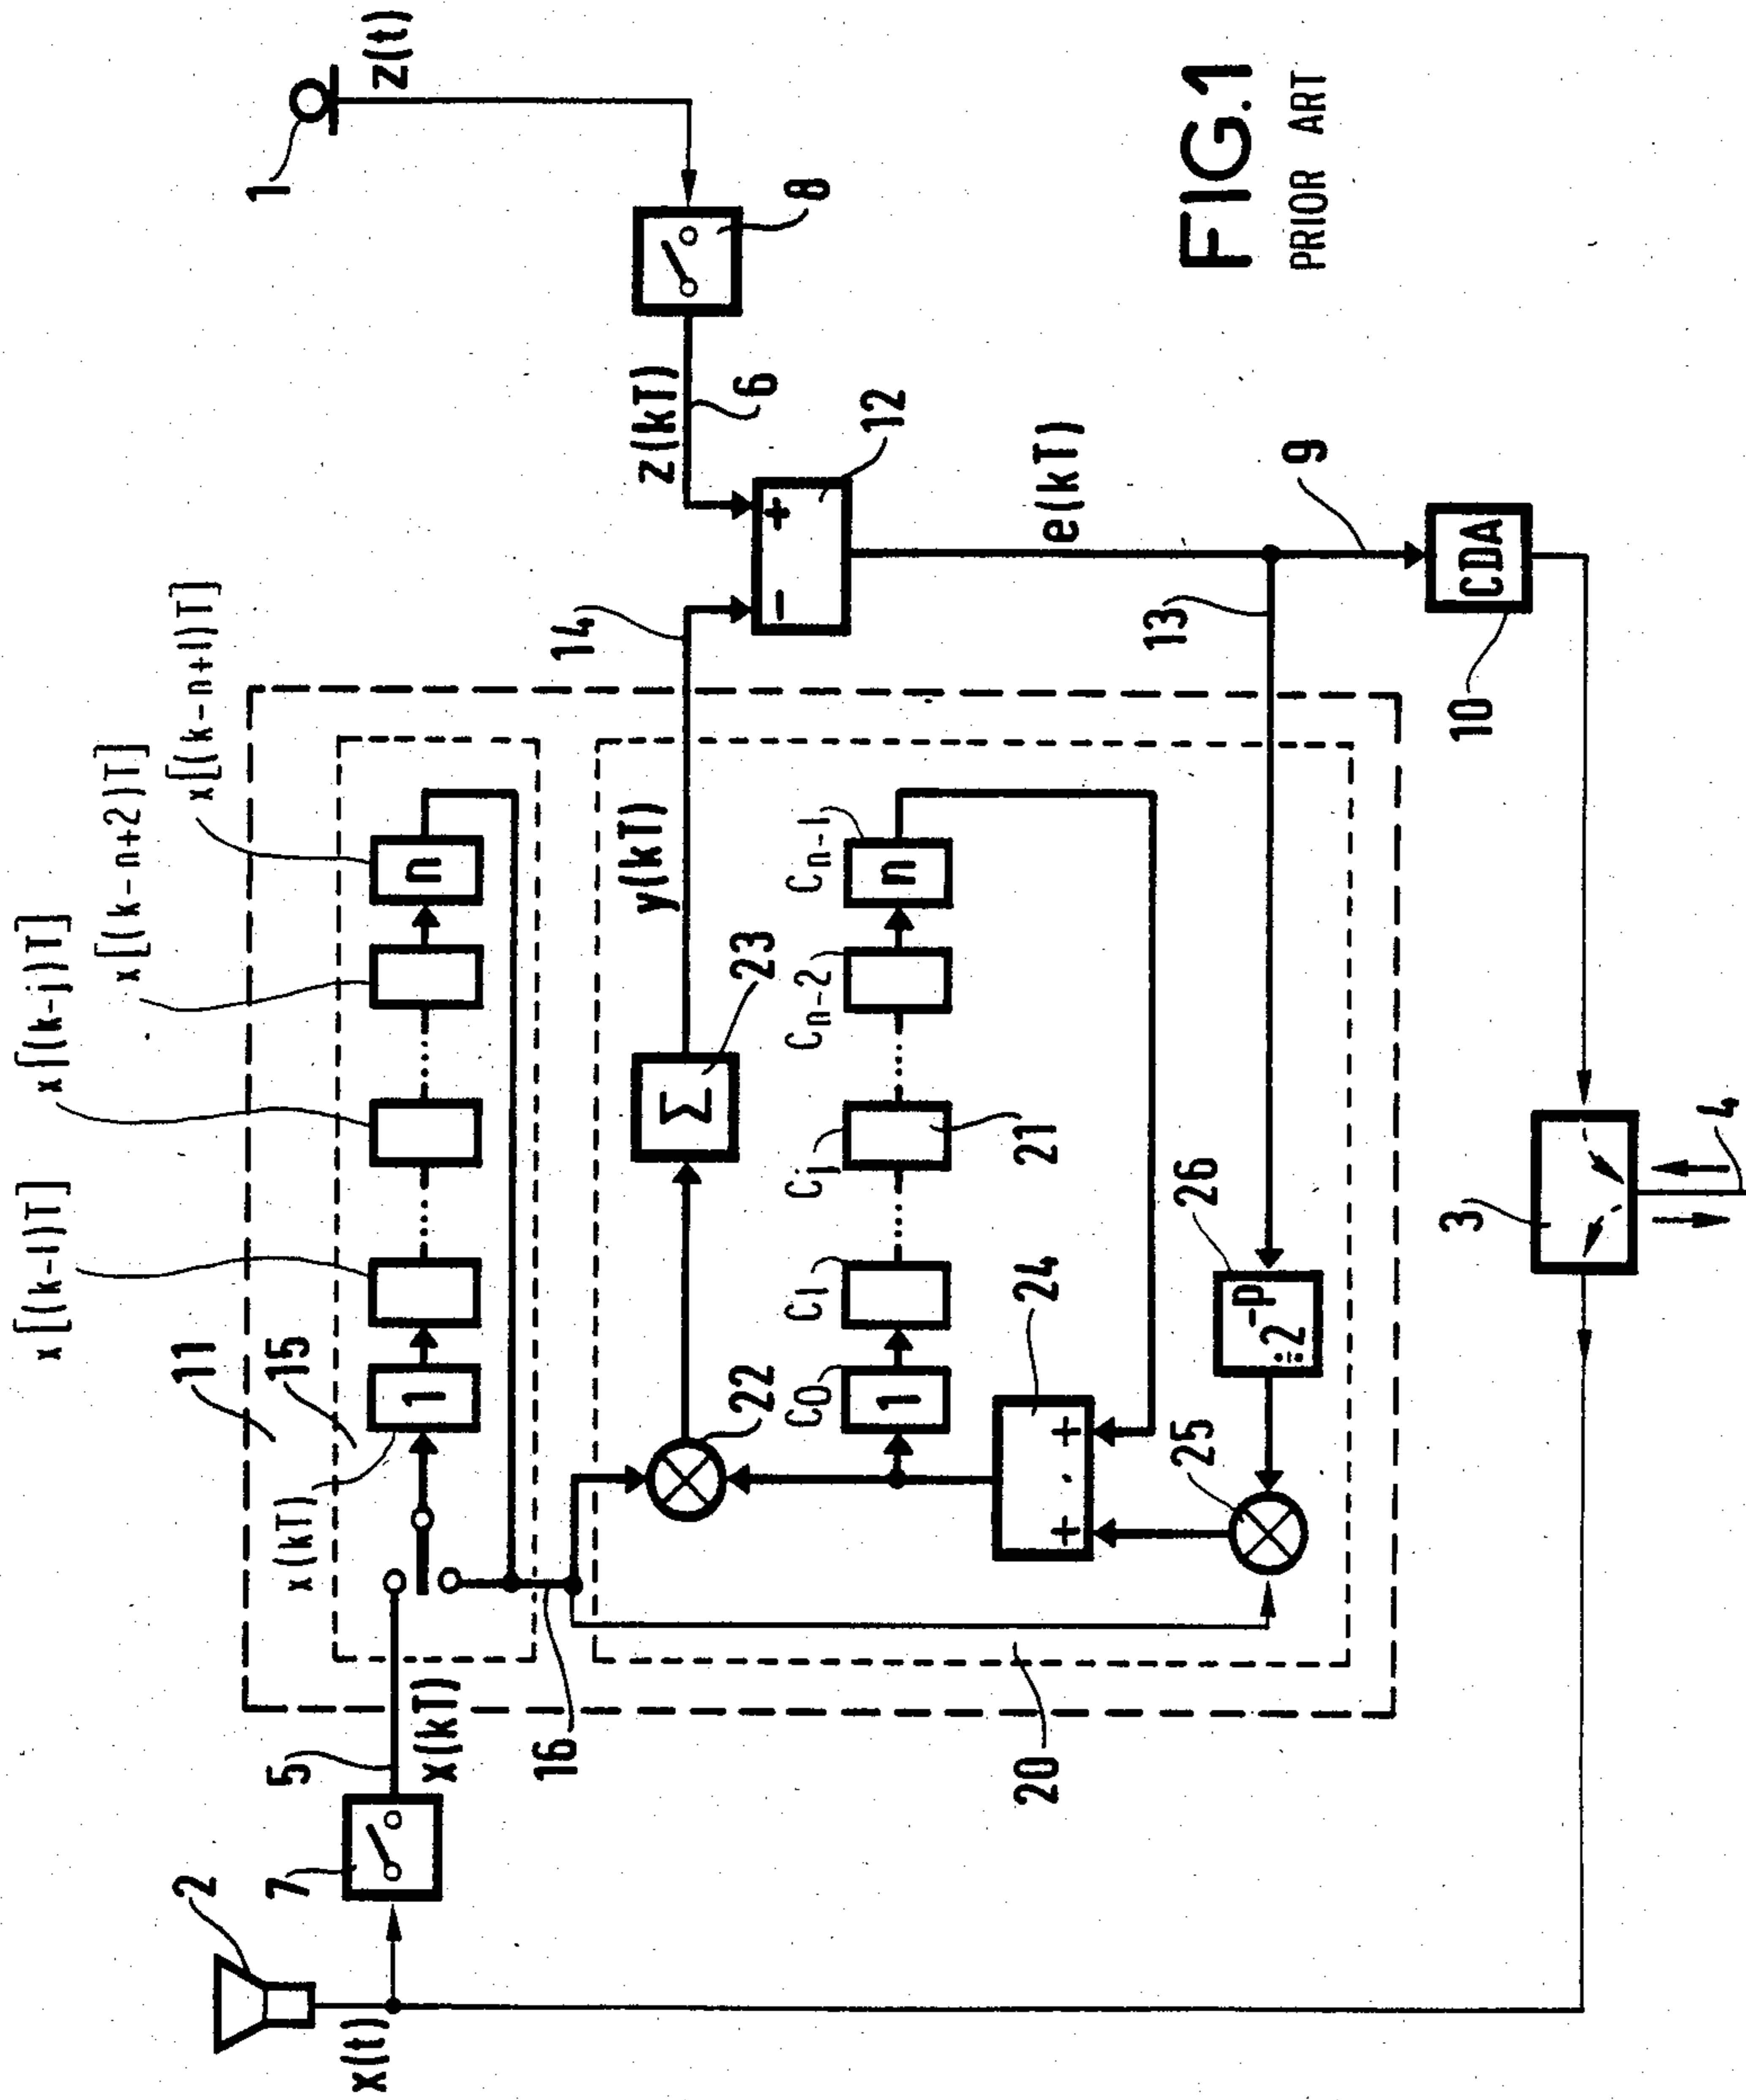 x[(k-1)T]
x[(k-j)T]
x[(k-n+2)T]
x[(k-n+1)T]
11
15
x(kT)
1
n
2
7
5
x(kT)
x(t)
16
1
z(t)
8
z(kT)
6
14
y(kT)
12
- +
Σ
23
22
C0
C1
Cj
Cn-2
Cn-1
1
n
21
24
+ . +
e(kT)
13
9
CDA
10
25
26
÷2-p
20
3
4
FIG.1
PRIOR ART